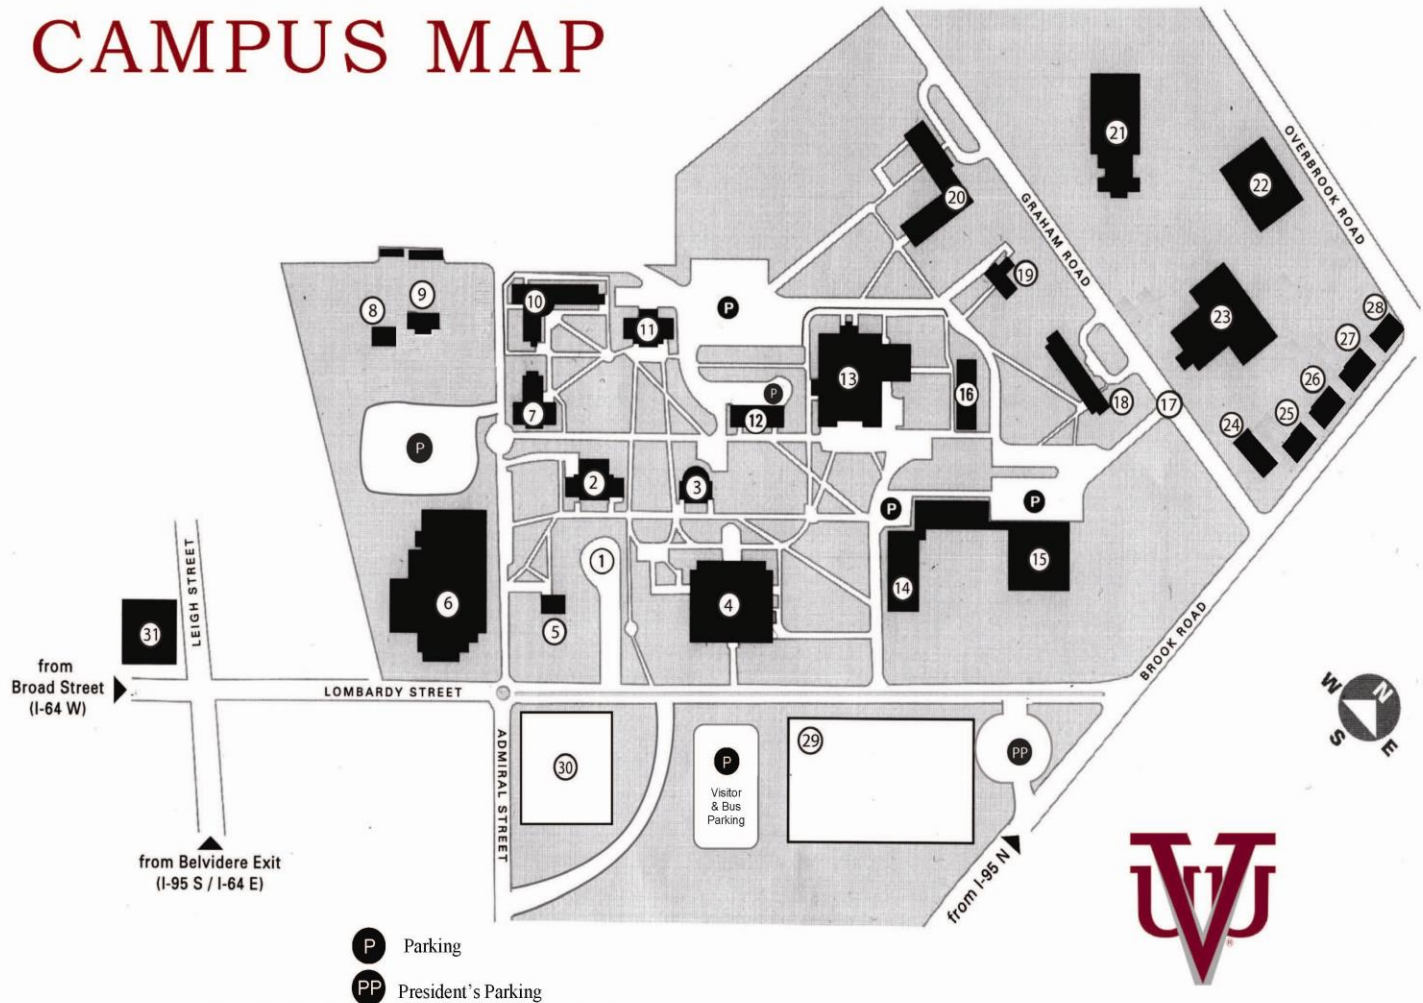 CAMPUS MAP
OVERBROOK ROAD
21
22
20
GRAHAM ROAD
19
9
8
10
11
P
23
28
27
26
25
24
13
16
18
17
7
12
P
P
2
3
P
P
15
14
1
6
4
5
LEIGH STREET
31
from
Broad Street
(I-64 W)
LOMBARDY STREET
BROOK ROAD
W
N
S
E
ADMIRAL STREET
30
P
Visitor
& Bus
Parking
29
PP
from Belvidere Exit
(I-95 S / I-64 E)
from I-95 N
VUU
®
P Parking
PP President's Parking